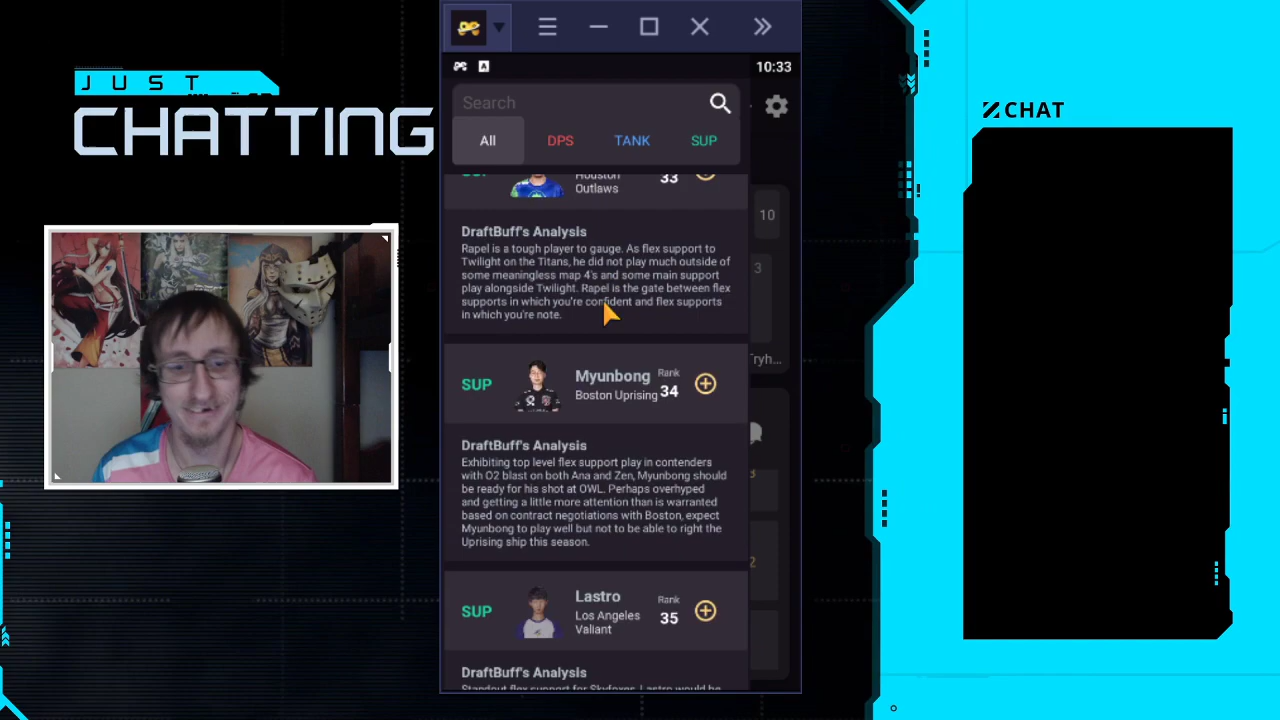 JUST
CHATTING
10:33
Search
All
DPS
TANK
SUP
Houston
Outlaws
33
10
DraftBuff's Analysis
Rapel is a tough player to gauge. As flex support to
Twilight on the Titans, he did not play much outside of
some meaningless map 4's and some main support
play alongside Twilight. Rapel is the gate between flex
supports in which you're confident and flex supports
in which you're note.
3
SUP
Myunbong
Boston Uprising
Rank
34
DraftBuff's Analysis
Exhibiting top level flex support play in contenders
with O2 blast on both Ana and Zen, Myunbong should
be ready for his shot at OWL. Perhaps overhyped
and getting a little more attention than is warranted
based on contract negotiations with Boston, expect
Myunbong to play well but not to be able to right the
Uprising ship this season.
SUP
Lastro
Los Angeles
Valiant
Rank
35
DraftBuff's Analysis
CHAT